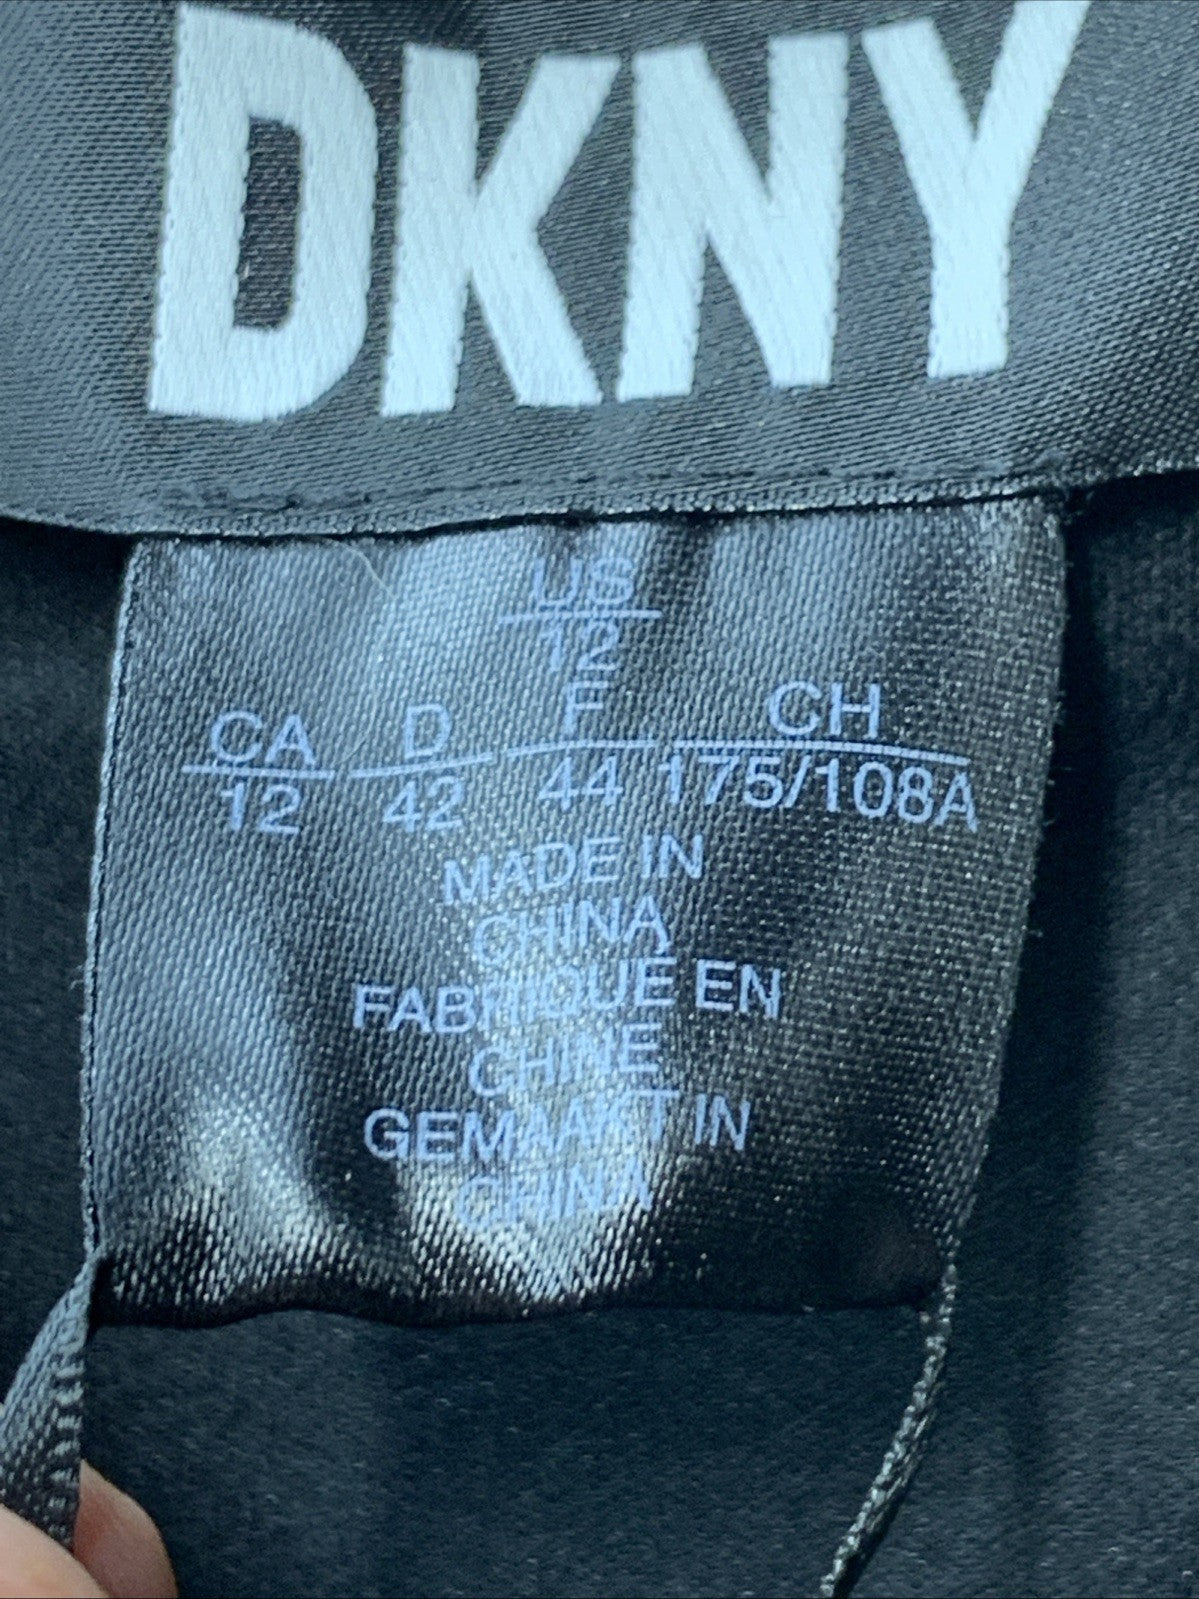 DKNY
US
12
CA D F CH
12 42 44 175/108A
MADE IN
CHINA
FABRIQUE EN
CHINE
GEMAAKT IN
CHINA